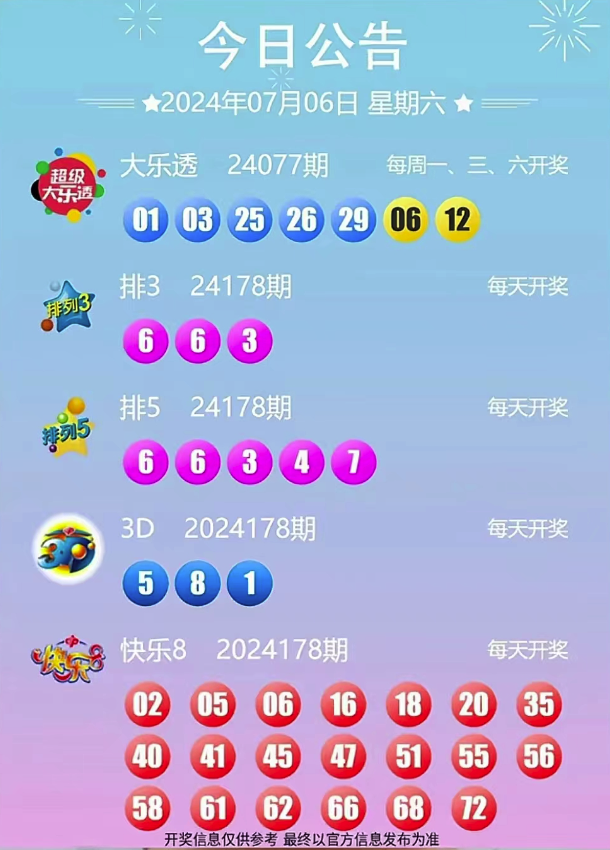 今日公告
2024年07月06日 星期六
超级
大乐透
大乐透 24077期 每周一、三、六开奖
01 03 25 26 29 06 12
排列3
排3 24178期 每天开奖
6 6 3
排列5
排5 24178期 每天开奖
6 6 3 4 7
3D 2024178期 每天开奖
5 8 1
快乐8
快乐8 2024178期 每天开奖
02 05 06 16 18 20 35
40 41 45 47 51 55 56
58 61 62 66 68 72
开奖信息仅供参考 最终以官方信息发布为准